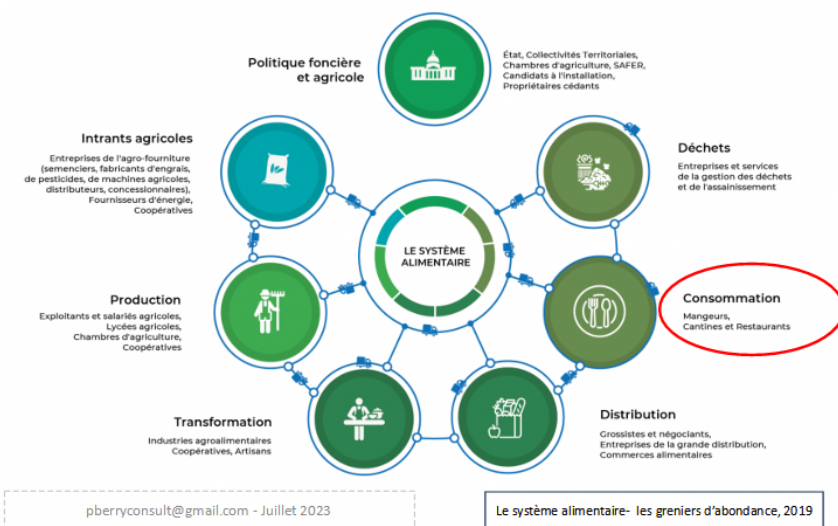 Politique foncière
et agricole
État, Collectivités Territoriales,
Chambres d'agriculture, SAFER,
Candidats à l'installation,
Propriétaires cédants
Intrants agricoles
Entreprises de l'agro-fourniture
(semenciers, fabricants d'engrais,
de pesticides, de machines agricoles,
distributeurs, concessionnaires),
Fournisseurs d'énergie,
Coopératives
Déchets
Entreprises et services
de la gestion des déchets
et de l'assainissement
LE SYSTÈME
ALIMENTAIRE
Production
Exploitants et salariés agricoles,
Lycées agricoles,
Chambres d'agriculture,
Coopératives
Consommation
Mangeurs,
Cantines et Restaurants
Transformation
Industries agroalimentaires
Coopératives, Artisans
Distribution
Grossistes et négociants,
Entreprises de la grande distribution,
Commerces alimentaires
pberryconsult@gmail.com - Juillet 2023
Le système alimentaire- les greniers d'abondance, 2019